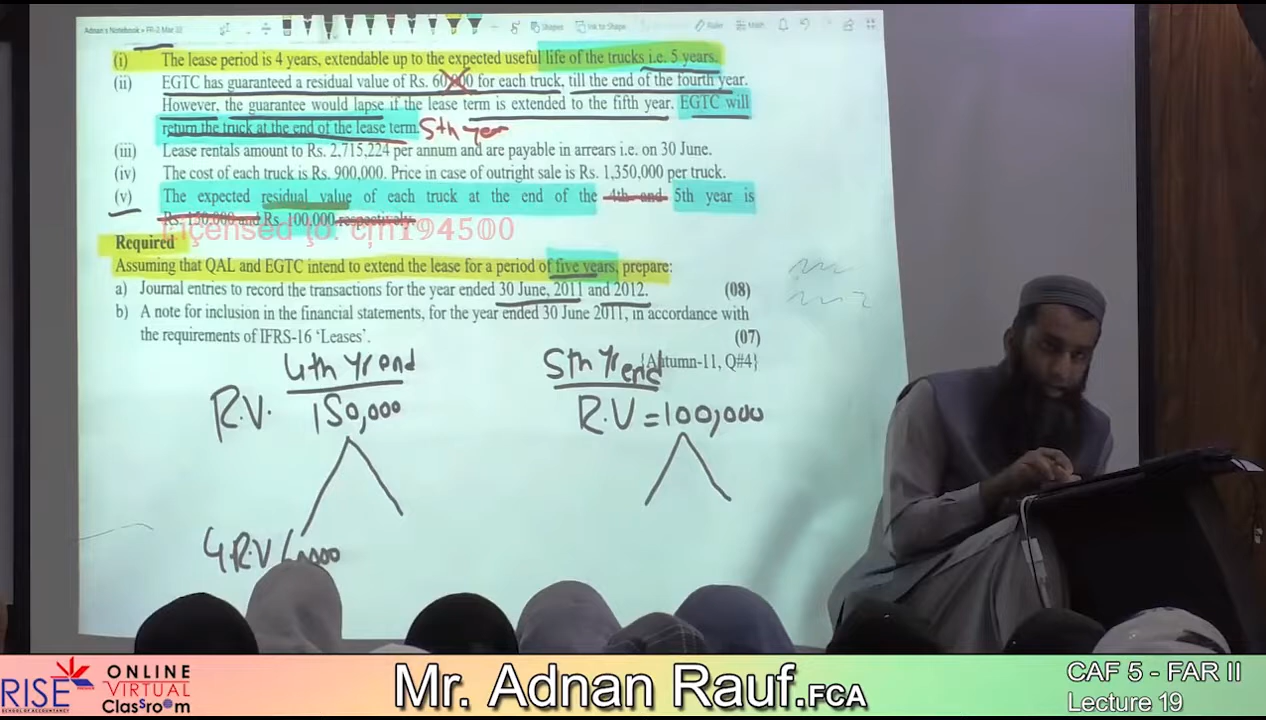 Adnan's Notebook » FR-2 Mar 22
Shapes Ink to Shape Ruler Math
(i) The lease period is 4 years, extendable up to the expected useful life of the trucks i.e. 5 years.
(ii) EGTC has guaranteed a residual value of Rs. 60,000 for each truck, till the end of the fourth year.
However, the guarantee would lapse if the lease term is extended to the fifth year. EGTC will
return the truck at the end of the lease term. 5th year
(iii) Lease rentals amount to Rs. 2,715,224 per annum and are payable in arrears i.e. on 30 June.
(iv) The cost of each truck is Rs. 900,000. Price in case of outright sale is Rs. 1,350,000 per truck.
(v) The expected residual value of each truck at the end of the 4th and 5th year is
Rs. 150,000 and Rs. 100,000 respectively.
Licensed to: cm194500
Required
Assuming that QAL and EGTC intend to extend the lease for a period of five years, prepare:
a) Journal entries to record the transactions for the year ended 30 June, 2011 and 2012. (08)
b) A note for inclusion in the financial statements, for the year ended 30 June 2011, in accordance with
the requirements of IFRS-16 'Leases'. (07)
{Autumn-11, Q#4}
4th Yr end 5th Yr end
R.V. 150,000 R.V = 100,000
G R.V
RISE ONLINE VIRTUAL Classroom
SCHOOL OF ACCOUNTANCY
Mr. Adnan Rauf.FCA
CAF 5 - FAR II
Lecture 19